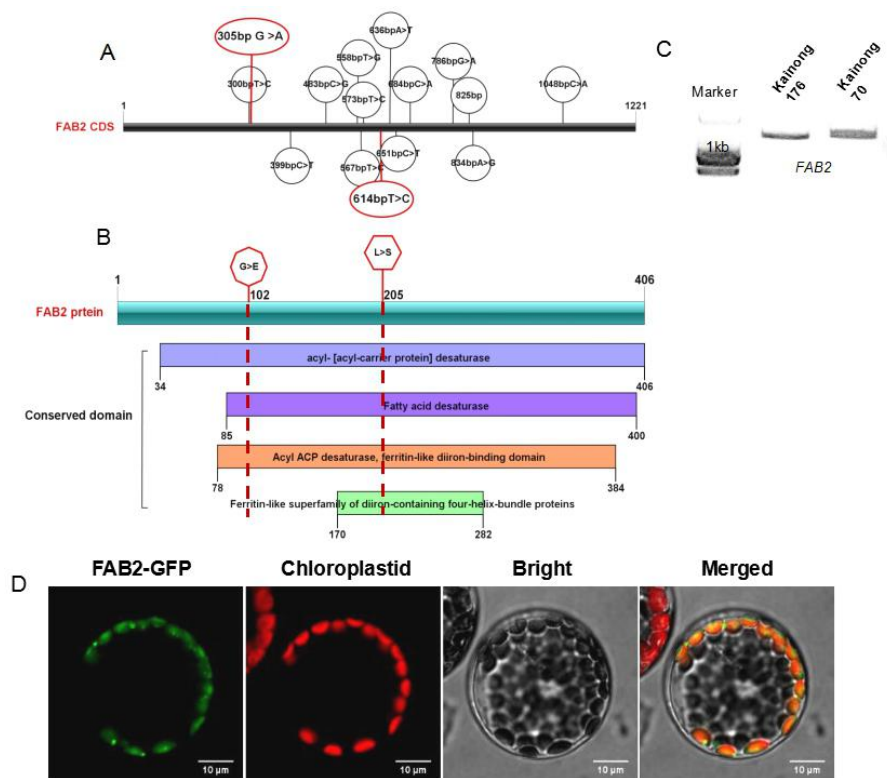 A
305bp G >A
636bpA>T
558bpT>G
786bpG>A
300bpT>C
483bpC>G
684bpC>A
825bp
1048bpC>A
573bpT>C
1
1221
FAB2 CDS
399bpC>T
567bpT>C
651bpC>T
834bpA>G
614bpT>C
C
Kainong 176
Kainong 70
Marker
1kb
FAB2
B
G>E
L>S
1
102
205
406
FAB2 prtein
acyl- [acyl-carrier protein] desaturase
34
406
Conserved domain
Fatty acid desaturase
85
400
Acyl ACP desaturase, ferritin-like diiron-binding domain
78
384
Ferritin-like superfamily of diiron-containing four-helix-bundle proteins
170
282
D
FAB2-GFP
Chloroplastid
Bright
Merged
10 μm
10 μm
10 μm
10 μm